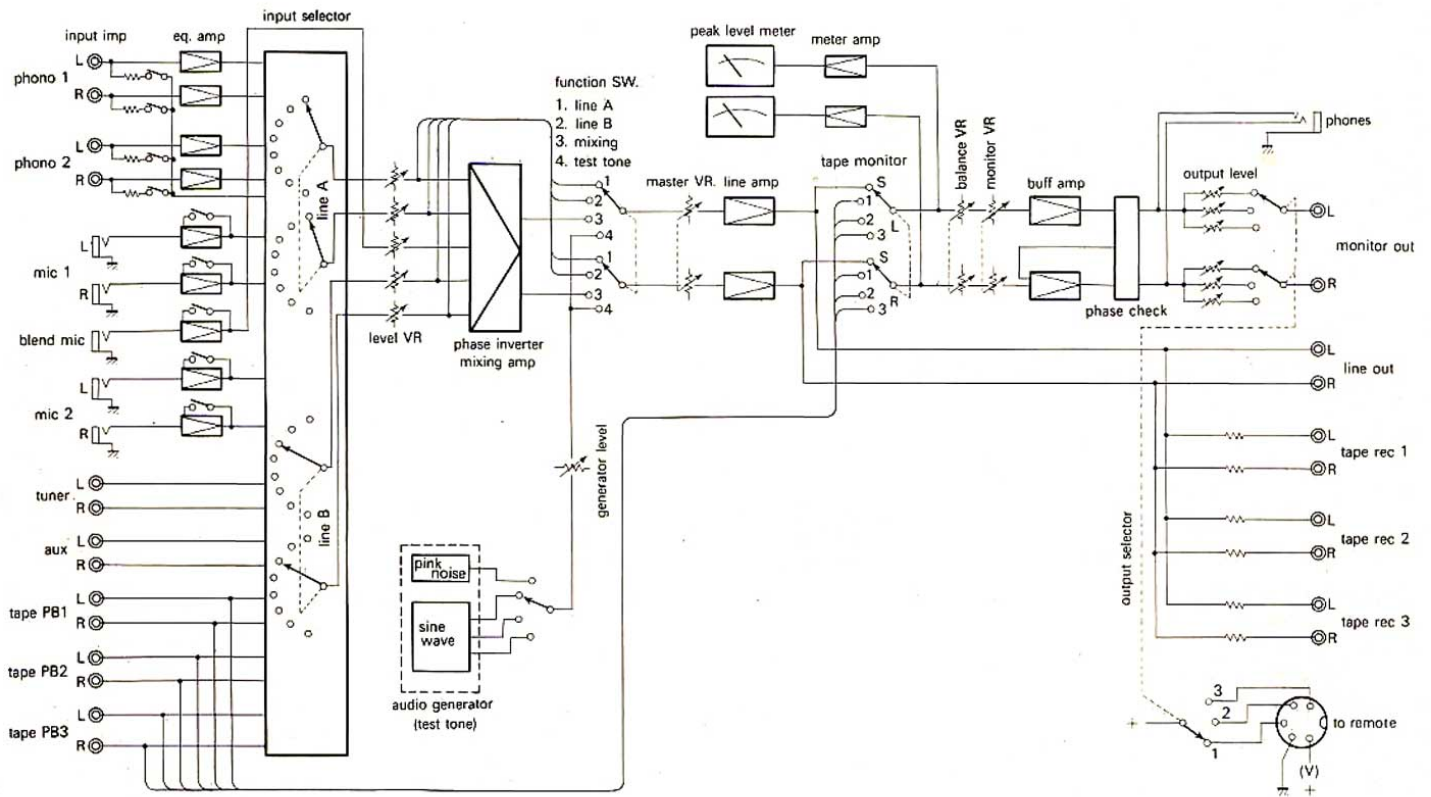 input selector
input imp
eq. amp
L
phono 1
R
L
phono 2
R
L
mic 1
R
blend mic
L
mic 2
R
L
tuner
R
L
aux
R
L
tape PB1
R
L
tape PB2
R
L
tape PB3
R
line A
line B
level VR
phase inverter
mixing amp
function SW.
1. line A
2. line B
3. mixing
4. test tone
1
2
3
4
1
2
3
4
generator level
pink
noise
sine
wave
audio generator
(test tone)
peak level meter
meter amp
master VR.
line amp
tape monitor
S
1
2
3
L
S
1
2
3
R
balance VR
monitor VR
buff amp
phase check
phones
output level
L
monitor out
R
L
line out
R
L
tape rec 1
R
L
tape rec 2
R
L
tape rec 3
R
output selector
3
2
1
+
to remote
(V)
+